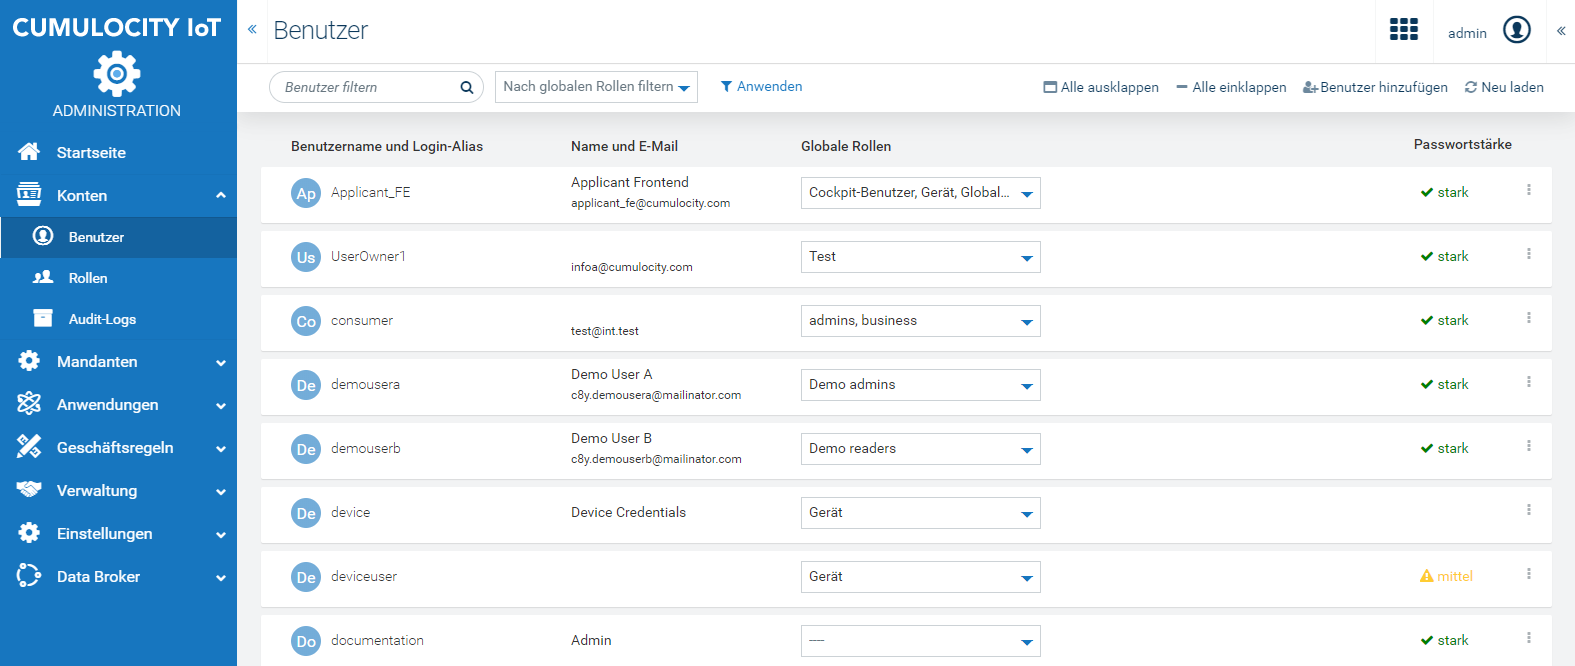 CUMULOCITY IoT
ADMINISTRATION
Startseite
Konten
Benutzer
Rollen
Audit-Logs
Mandanten
Anwendungen
Geschäftsregeln
Verwaltung
Einstellungen
Data Broker
« Benutzer admin «
Benutzer filtern Nach globalen Rollen filtern Anwenden Alle ausklappen Alle einklappen Benutzer hinzufügen Neu laden
Benutzername und Login-Alias Name und E-Mail Globale Rollen Passwortstärke
Ap Applicant_FE Applicant Frontend Cockpit-Benutzer, Gerät, Global... stark
applicant_fe@cumulocity.com
Us UserOwner1 Test stark
infoa@cumulocity.com
Co consumer admins, business stark
test@int.test
De demousera Demo User A Demo admins stark
c8y.demousera@mailinator.com
De demouserb Demo User B Demo readers stark
c8y.demouserb@mailinator.com
De device Device Credentials Gerät
De deviceuser Gerät mittel
Do documentation Admin ---- stark